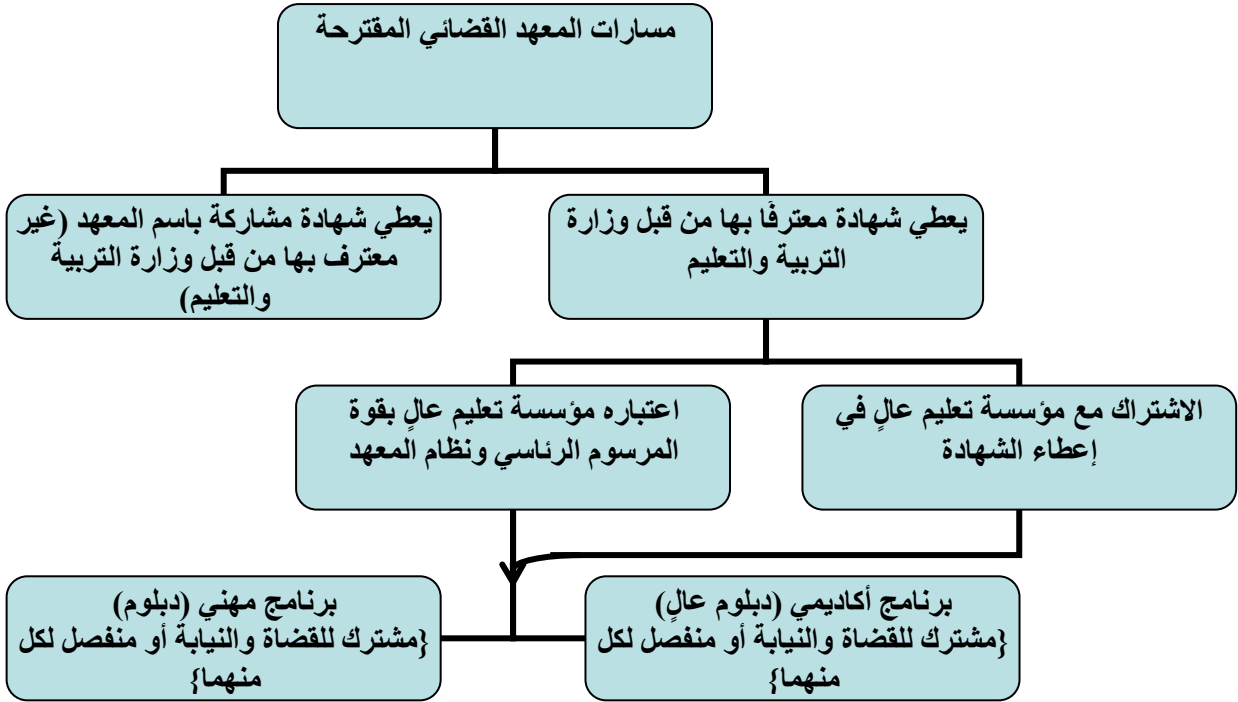 مسارات المعهد القضائي المقترحة
يعطي شهادة معترفًا بها من قبل وزارة
التربية والتعليم
يعطي شهادة مشاركة باسم المعهد (غير
معترف بها من قبل وزارة التربية
والتعليم)
الاشتراك مع مؤسسة تعليم عالٍ في
إعطاء الشهادة
اعتباره مؤسسة تعليم عالٍ بقوة
المرسوم الرئاسي ونظام المعهد
برنامج أكاديمي (دبلوم عالٍ)
{مشترك للقضاة والنيابة أو منفصل لكل
منهما}
برنامج مهني (دبلوم)
{مشترك للقضاة والنيابة أو منفصل لكل
منهما}